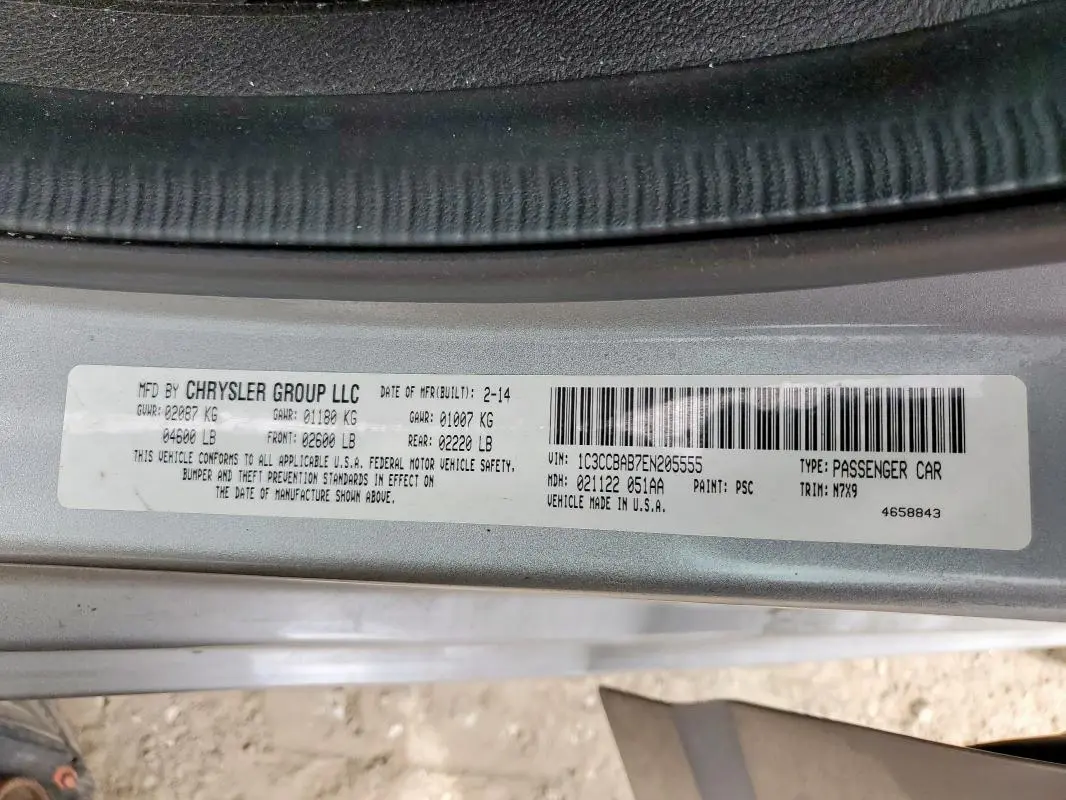 MFD BY CHRYSLER GROUP LLC DATE OF MFR(BUILT): 2-14
GVWR: 02087 KG GAWR: 01180 KG GAWR: 01007 KG
04600 LB FRONT: 02600 LB REAR: 02220 LB
THIS VEHICLE CONFORMS TO ALL APPLICABLE U.S.A. FEDERAL MOTOR VEHICLE SAFETY,
BUMPER AND THEFT PREVENTION STANDARDS IN EFFECT ON
THE DATE OF MANUFACTURE SHOWN ABOVE.
VIN: 1C3CCBAB7EN205555 TYPE: PASSENGER CAR
MDH: 021122 051AA PAINT: PSC TRIM: N7X9
VEHICLE MADE IN U.S.A.
4658843